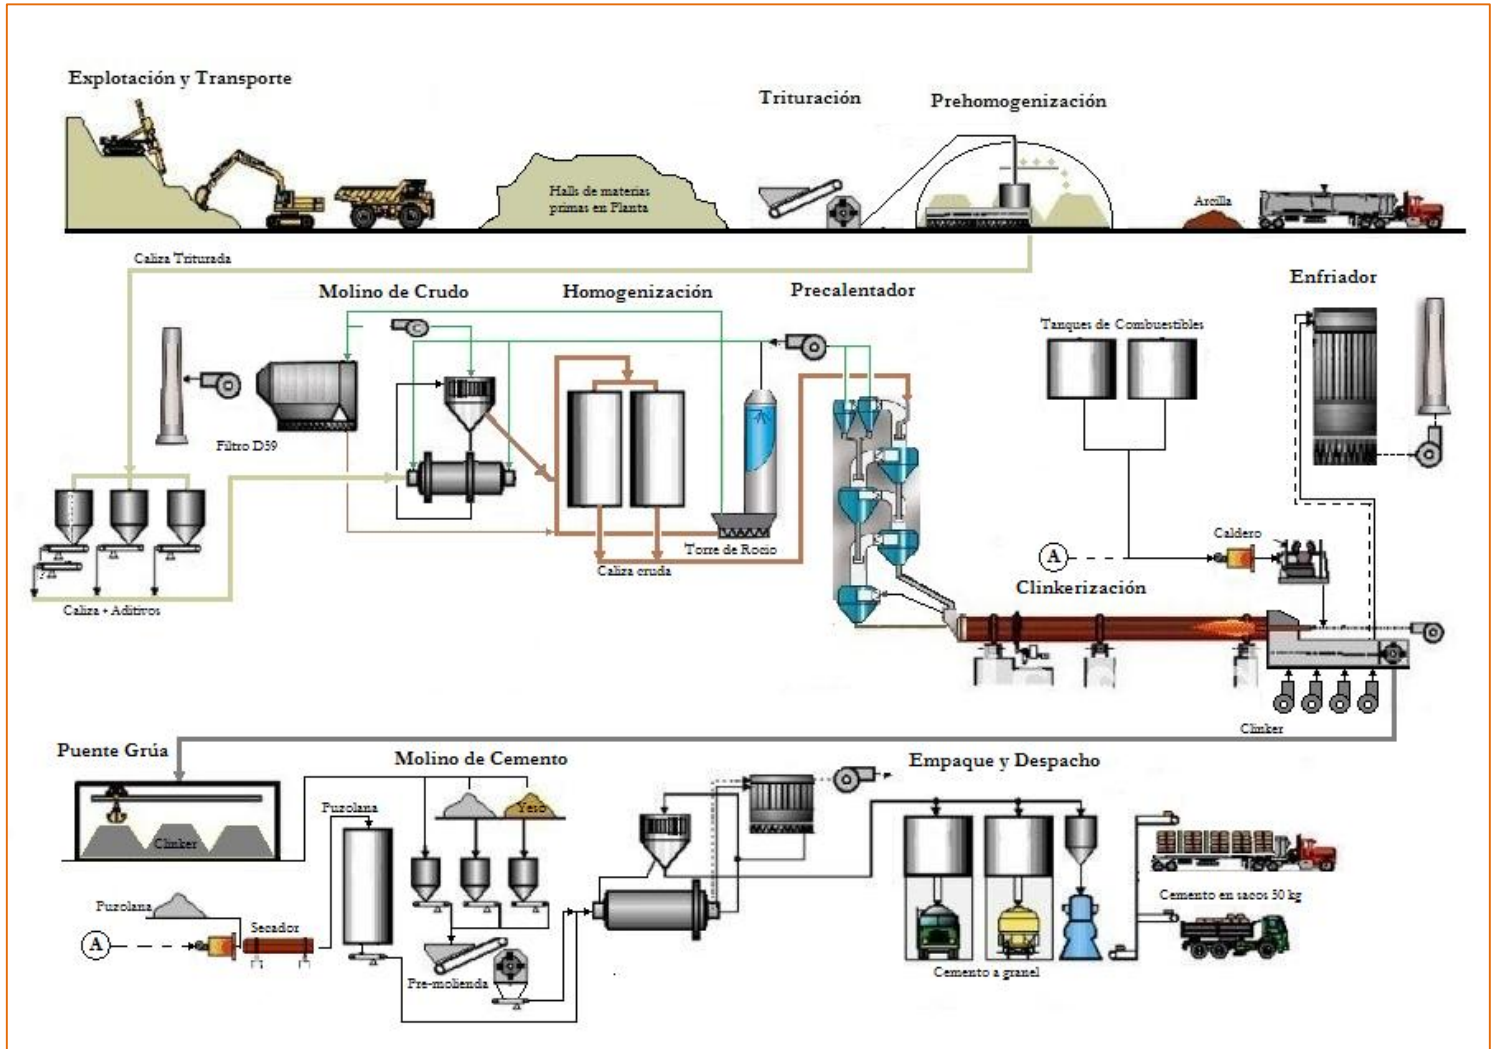 Explotación y Transporte
Trituración
Prehomogenización
Halls de materias
primas en Planta
Arcilla
Caliza Triturada
Molino de Crudo
Homogenización
Precalentador
Enfriador
Tanques de Combustibles
C
Filtro D39
Torre de Rocio
Caliza cruda
Caldero
A
Clinkerización
Caliza + Aditivos
Clinker
Puente Grúa
Molino de Cemento
Empaque y Despacho
Puzolana
Yeso
Clinker
Puzolana
Secador
A
Pre-molienda
Cemento a granel
Cemento en sacos 50 kg